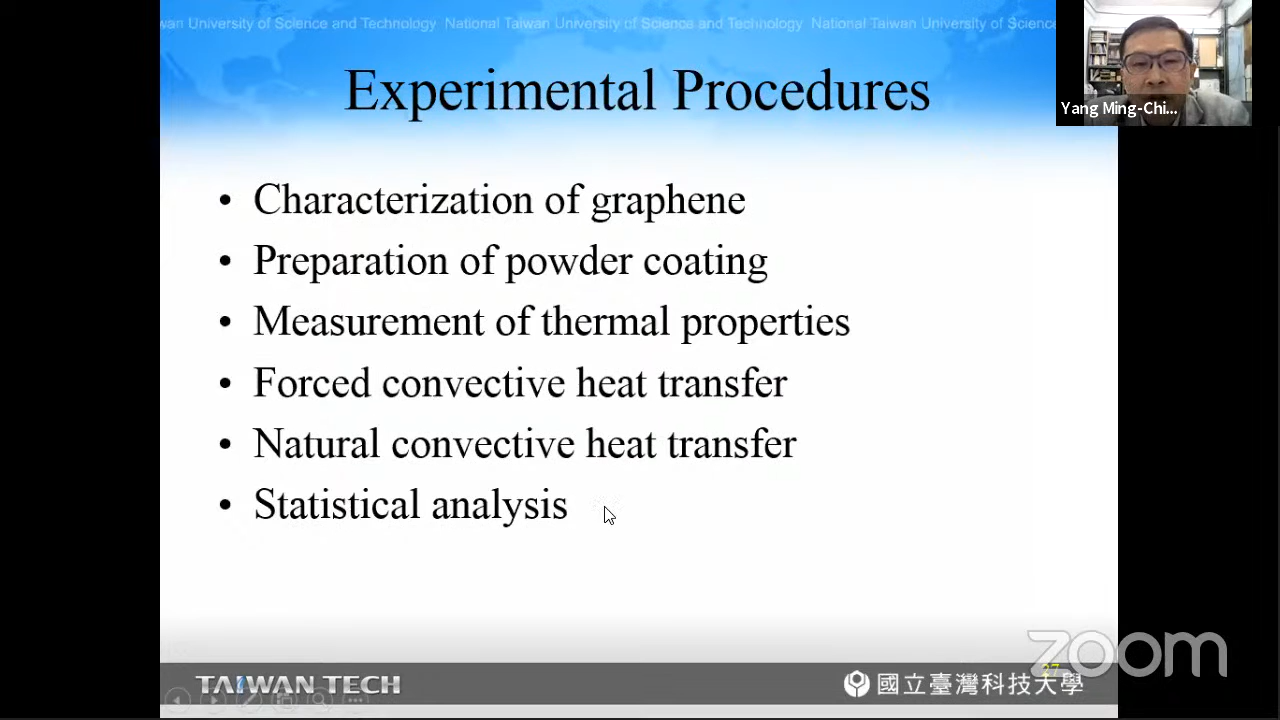 wan University of Science and Technology National Taiwan University of Science and Technology National Taiwan University of Science
Experimental Procedures
Yang Ming-Chi...
• Characterization of graphene
• Preparation of powder coating
• Measurement of thermal properties
• Forced convective heat transfer
• Natural convective heat transfer
• Statistical analysis
zoom
27
TAIWAN TECH
國立臺灣科技大學